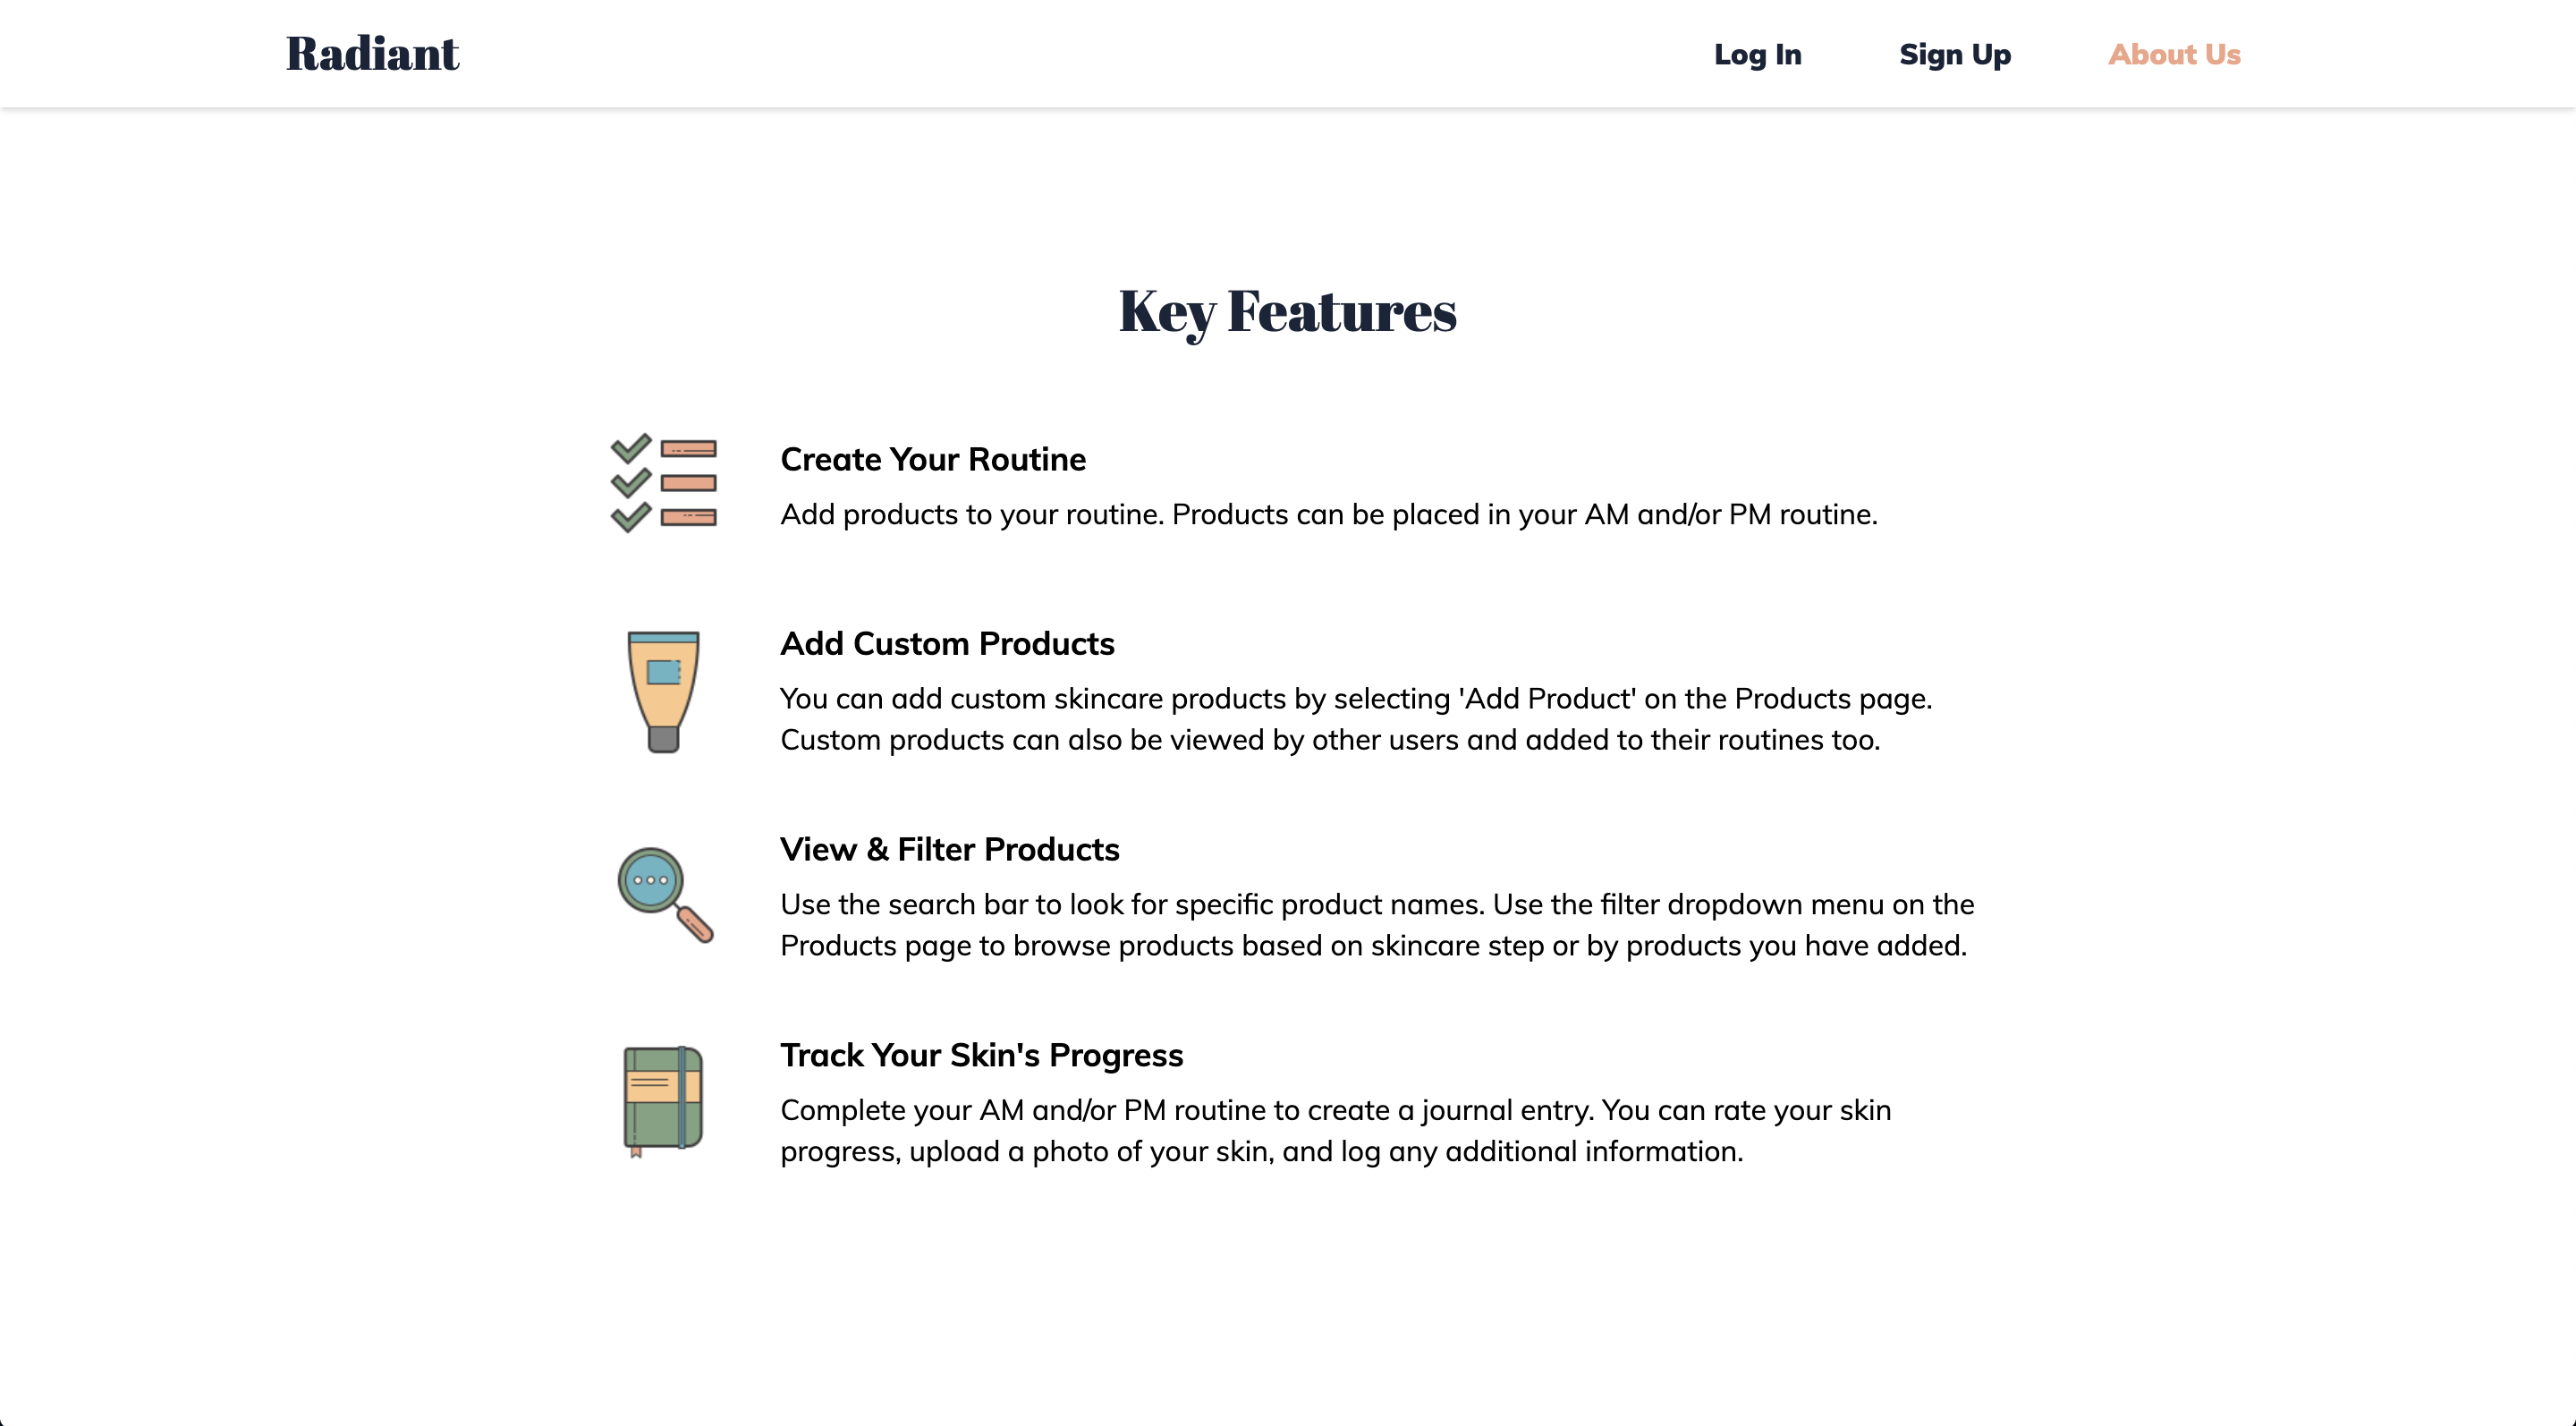 Radiant
Log In
Sign Up
About Us
Key Features
Create Your Routine
Add products to your routine. Products can be placed in your AM and/or PM routine.
Add Custom Products
You can add custom skincare products by selecting 'Add Product' on the Products page.
Custom products can also be viewed by other users and added to their routines too.
View & Filter Products
Use the search bar to look for specific product names. Use the filter dropdown menu on the
Products page to browse products based on skincare step or by products you have added.
Track Your Skin's Progress
Complete your AM and/or PM routine to create a journal entry. You can rate your skin
progress, upload a photo of your skin, and log any additional information.